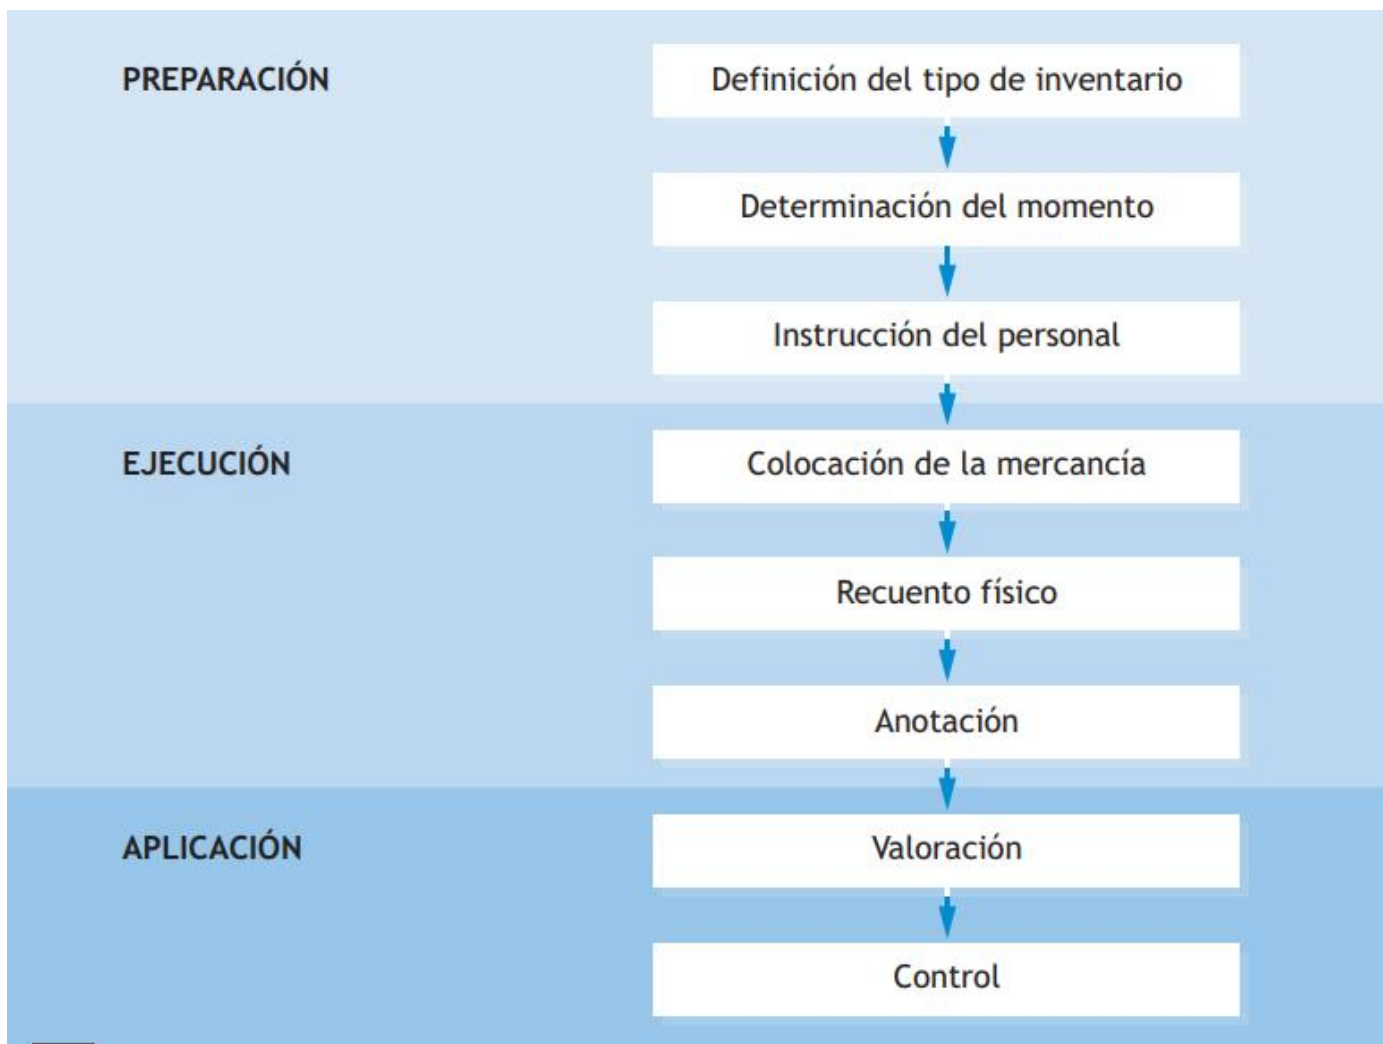 PREPARACIÓN
Definición del tipo de inventario
Determinación del momento
Instrucción del personal
EJECUCIÓN
Colocación de la mercancía
Recuento físico
Anotación
APLICACIÓN
Valoración
Control